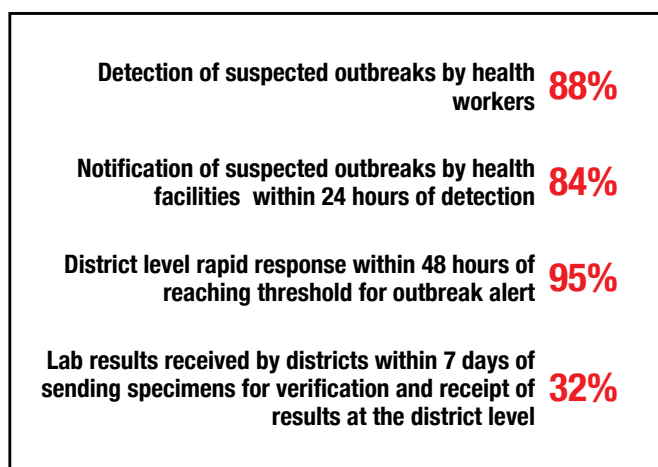 Detection of suspected outbreaks by health
workers
88%
Notification of suspected outbreaks by health
facilities within 24 hours of detection
84%
District level rapid response within 48 hours of
reaching threshold for outbreak alert
95%
Lab results received by districts within 7 days of
sending specimens for verification and receipt of
results at the district level
32%